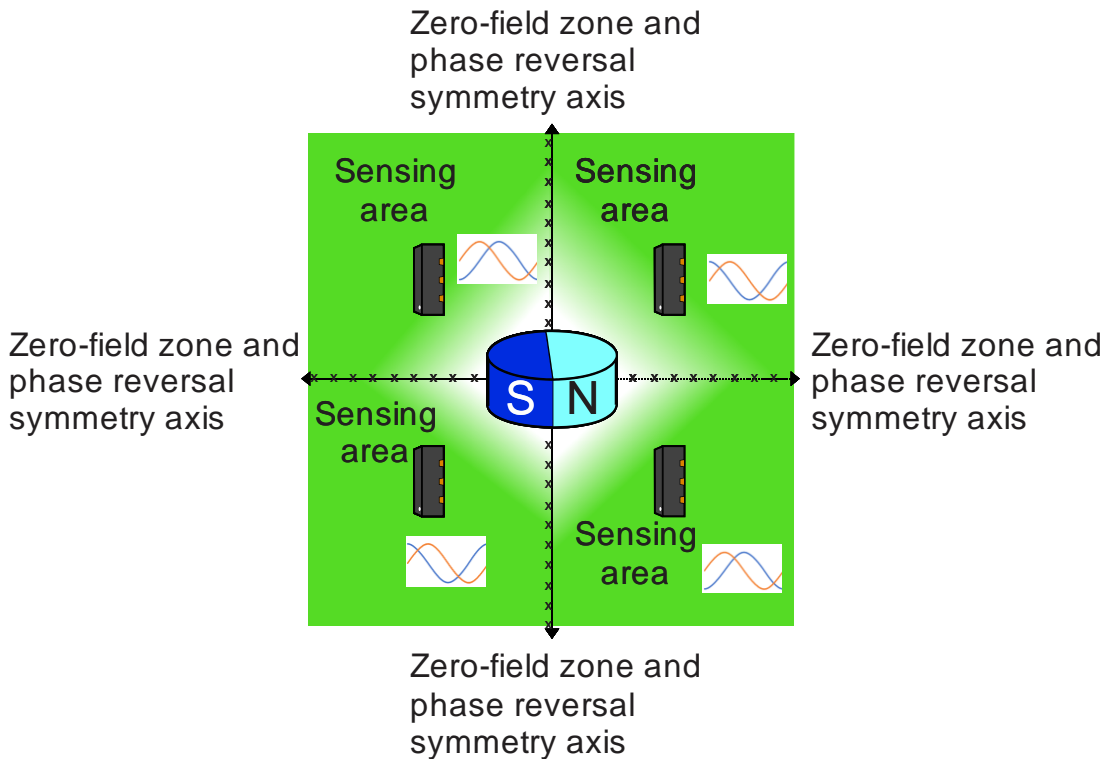 Zero-field zone and
phase reversal
symmetry axis
Sensing
area
Sensing
area
Zero-field zone and
phase reversal
symmetry axis
S N
Zero-field zone and
phase reversal
symmetry axis
Sensing
area
Sensing
area
Zero-field zone and
phase reversal
symmetry axis